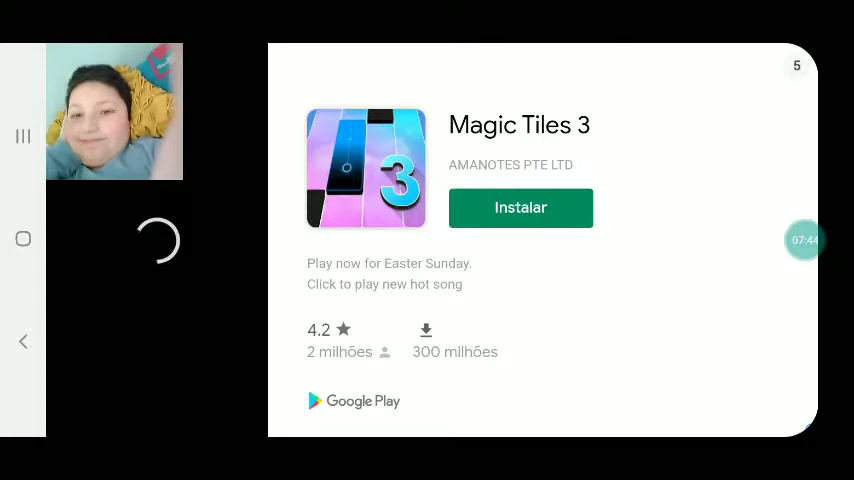 5
Magic Tiles 3
AMANOTES PTE LTD
Instalar
07:44
Play now for Easter Sunday.
Click to play new hot song
4.2
2 milhões
300 milhões
Google Play
3